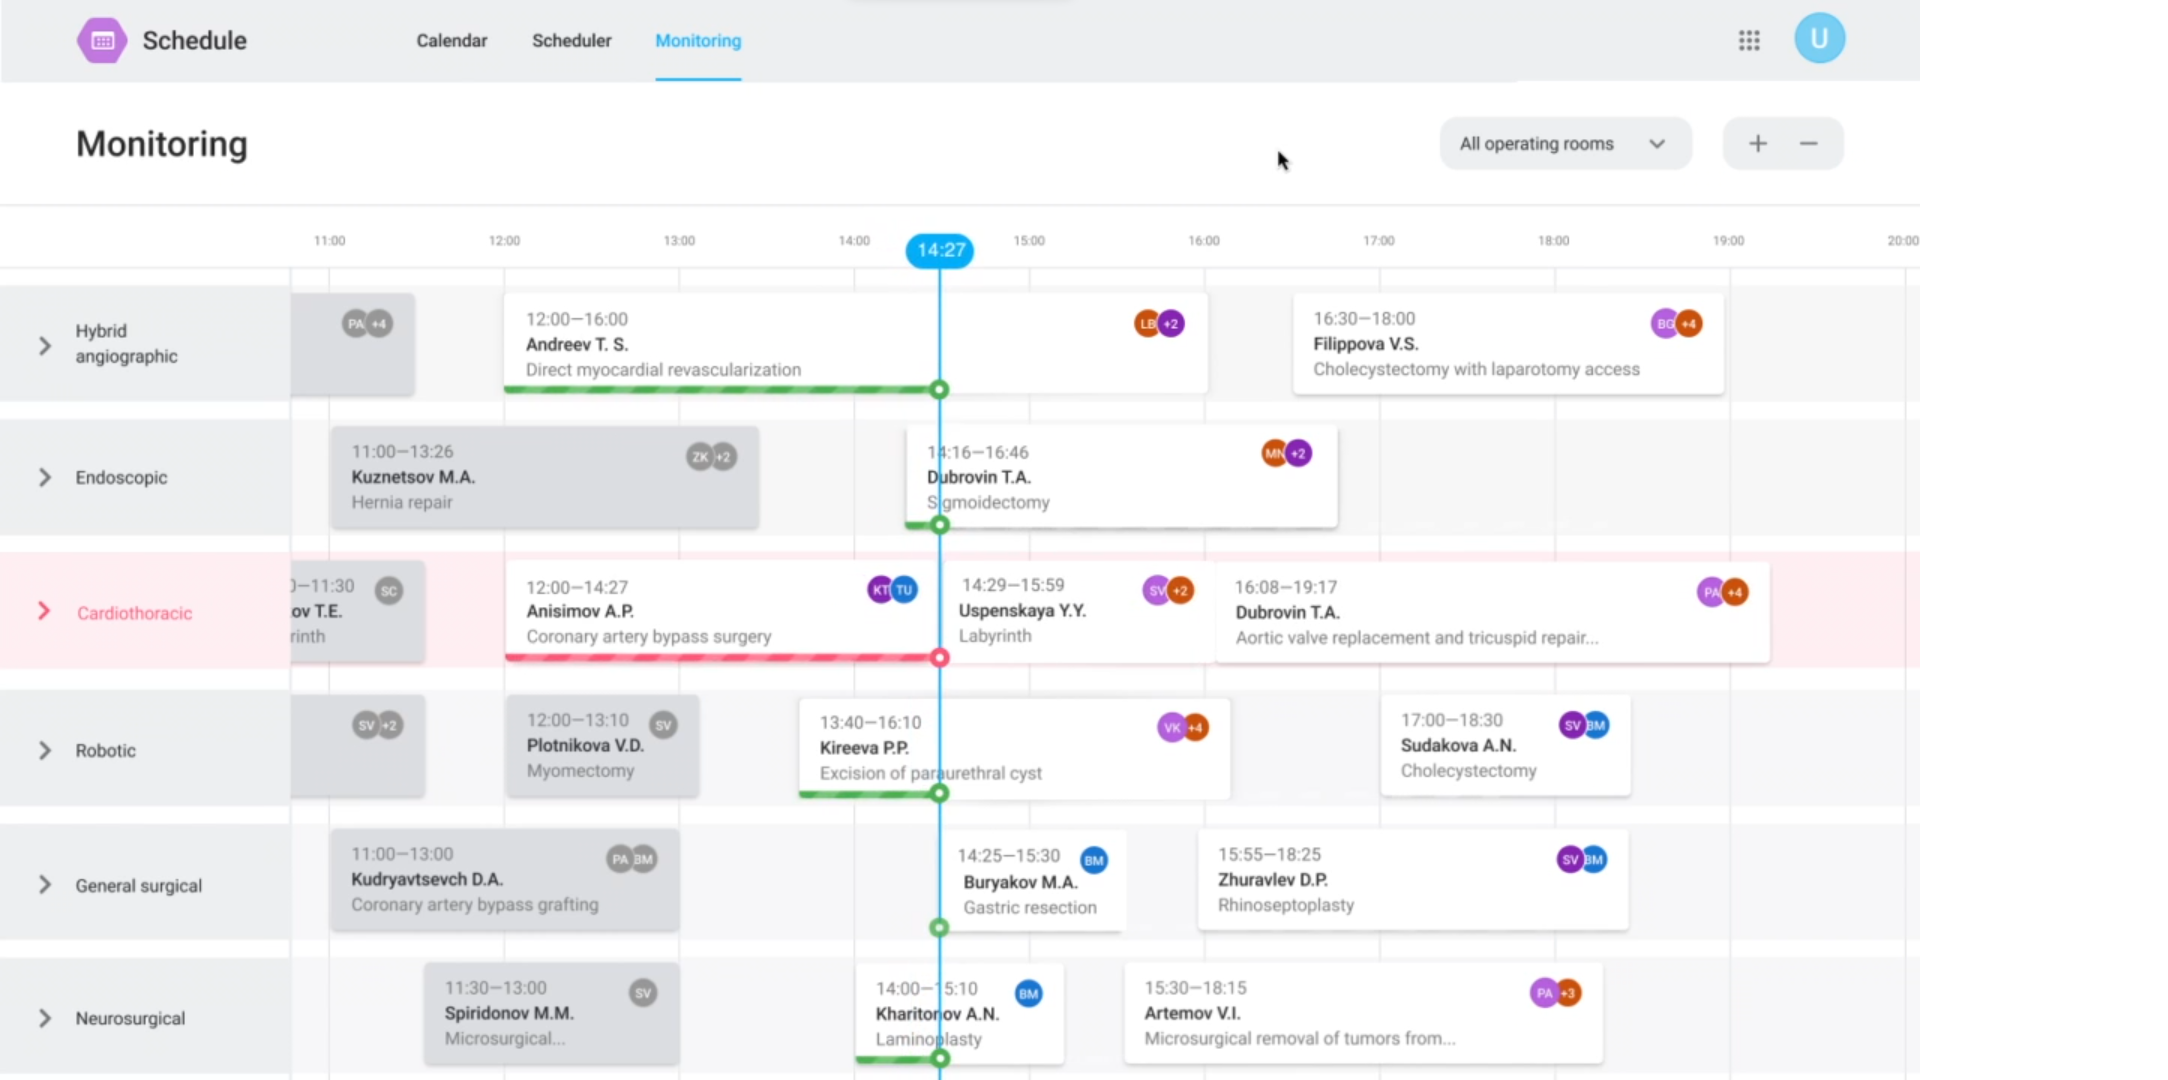 Schedule
Calendar
Scheduler
Monitoring
U
Monitoring
All operating rooms
11:00
12:00
13:00
14:00
14:27
15:00
16:00
17:00
18:00
19:00
20:00
Hybrid
angiographic
PA +4
12:00—16:00
Andreev T. S.
Direct myocardial revascularization
LB +2
16:30—18:00
Filippova V.S.
Cholecystectomy with laparotomy access
BG +4
Endoscopic
11:00—13:26
Kuznetsov M.A.
Hernia repair
ZK +2
14:16—16:46
Dubrovin T.A.
Sigmoidectomy
MN +2
Cardiothoracic
0—11:30
ov T.E.
rinth
SC
12:00—14:27
Anisimov A.P.
Coronary artery bypass surgery
KT TU
14:29—15:59
Uspenskaya Y.Y.
Labyrinth
SV +2
16:08—19:17
Dubrovin T.A.
Aortic valve replacement and tricuspid repair...
PA +4
Robotic
SV +2
12:00—13:10
Plotnikova V.D.
Myomectomy
SV
13:40—16:10
Kireeva P.P.
Excision of paraurethral cyst
VK +4
17:00—18:30
Sudakova A.N.
Cholecystectomy
SV BM
General surgical
11:00—13:00
Kudryavtsevch D.A.
Coronary artery bypass grafting
PA BM
14:25—15:30
Buryakov M.A.
Gastric resection
BM
15:55—18:25
Zhuravlev D.P.
Rhinoseptoplasty
SV BM
Neurosurgical
11:30—13:00
Spiridonov M.M.
Microsurgical...
SV
14:00—15:10
Kharitonov A.N.
Laminoplasty
BM
15:30—18:15
Artemov V.I.
Microsurgical removal of tumors from...
PA +3